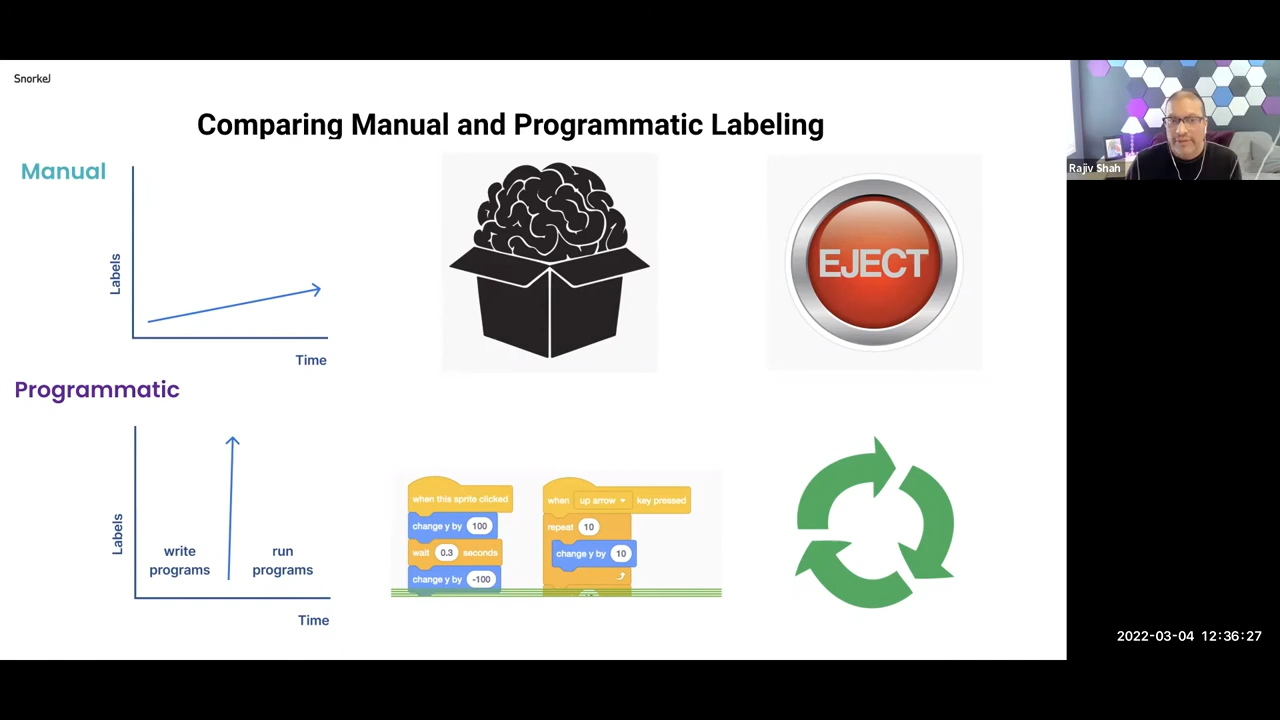 Snorkel
Comparing Manual and Programmatic Labeling
Rajiv Shah
Manual
Labels
Time
EJECT
Programmatic
Labels
write
programs
run
programs
Time
when this sprite clicked
change y by 100
wait 0.3 seconds
change y by -100
when up arrow key pressed
repeat 10
change y by 10
2022-03-04 12:36:27